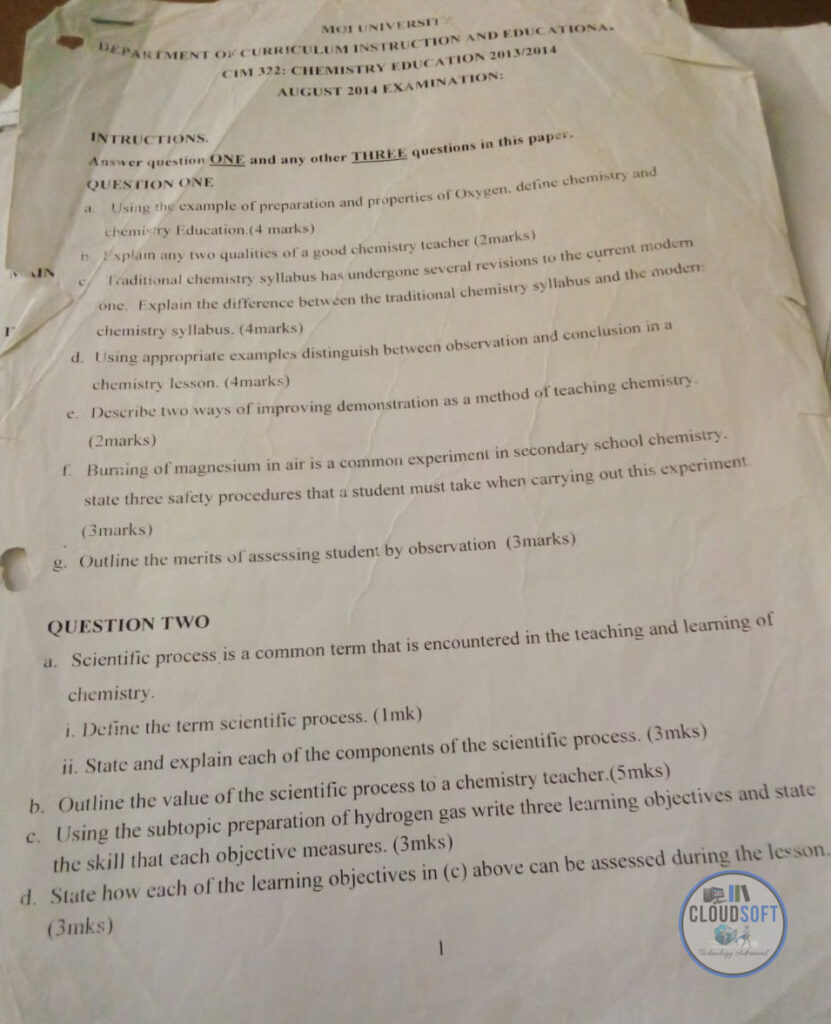 MOI UNIVERSIT
DEPARTMENT OF CURRICULUM INSTRUCTION AND EDUCATIONA
CIM 322: CHEMISTRY EDUCATION 2013/2014
AUGUST 2014 EXAMINATION:
INTRUCTIONS.
Answer question ONE and any other THREE questions in this paper.
QUESTION ONE
a. Using the example of preparation and properties of Oxygen, define chemistry and
chemistry Education.(4 marks)
b. Explain any two qualities of a good chemistry teacher (2marks)
AIN
c. Traditional chemistry syllabus has undergone several revisions to the current modern
one. Explain the difference between the traditional chemistry syllabus and the modern
chemistry syllabus. (4marks)
d. Using appropriate examples distinguish between observation and conclusion in a
chemistry lesson. (4marks)
e. Describe two ways of improving demonstration as a method of teaching chemistry.
(2marks)
f. Burning of magnesium in air is a common experiment in secondary school chemistry.
state three safety procedures that a student must take when carrying out this experiment.
(3marks)
g. Outline the merits of assessing student by observation (3marks)
QUESTION TWO
a. Scientific process is a common term that is encountered in the teaching and learning of
chemistry.
i. Define the term scientific process. (1mk)
ii. State and explain each of the components of the scientific process. (3mks)
b. Outline the value of the scientific process to a chemistry teacher.(5mks)
c. Using the subtopic preparation of hydrogen gas write three learning objectives and state
the skill that each objective measures. (3mks)
d. State how each of the learning objectives in (c) above can be assessed during the lesson.
(3mks)
1
CLOUDSOFT
Technology Advanced